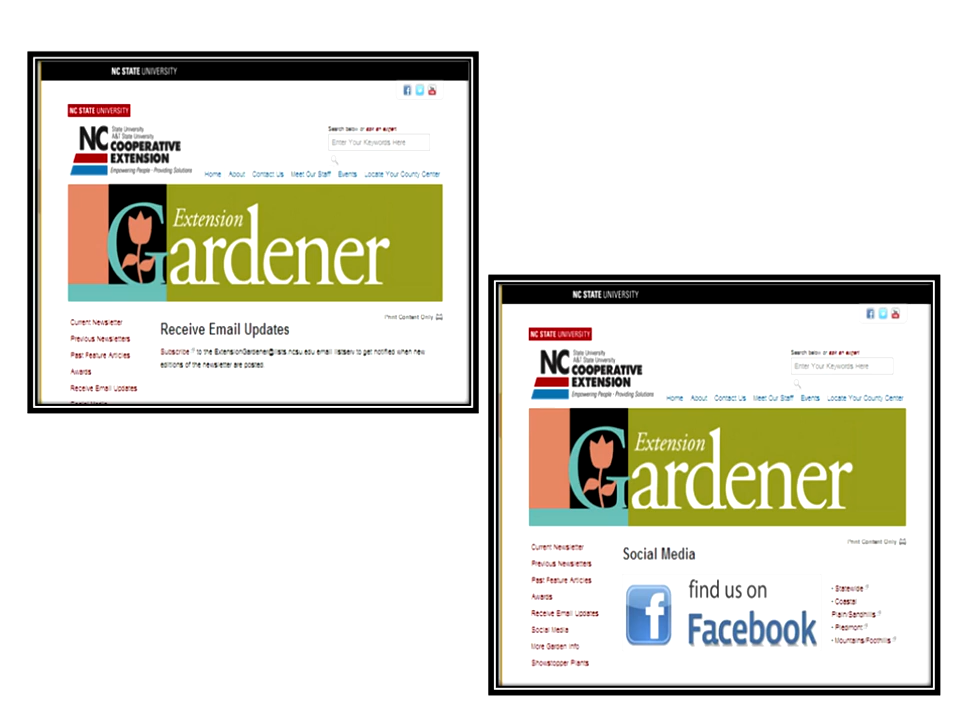 NC STATE UNIVERSITY
NC STATE UNIVERSITY
State University
A&T State University
NC COOPERATIVE
EXTENSION
Empowering People · Providing Solutions
Search below or ask an expert
Enter Your Keywords Here
Home About Contact Us Meet Our Staff Events Locate Your County Center
Extension
Gardener
Print Content Only
Current Newsletter
Previous Newsletters
Past Feature Articles
Awards
Receive Email Updates
Social Media
Receive Email Updates
Subscribe to the ExtensionGardener@lists.ncsu.edu email listserv to get notified when new
editions of the newsletter are posted.
NC STATE UNIVERSITY
NC STATE UNIVERSITY
State University
A&T State University
NC COOPERATIVE
EXTENSION
Empowering People · Providing Solutions
Search below or ask an expert
Enter Your Keywords Here
Home About Contact Us Meet Our Staff Events Locate Your County Center
Extension
Gardener
Print Content Only
Current Newsletter
Previous Newsletters
Past Feature Articles
Awards
Receive Email Updates
Social Media
More Garden Info
Showstopper Plants
Social Media
find us on
Facebook
- Statewide
- Coastal
Plain/Sandhills
- Piedmont
- Mountains/Foothills